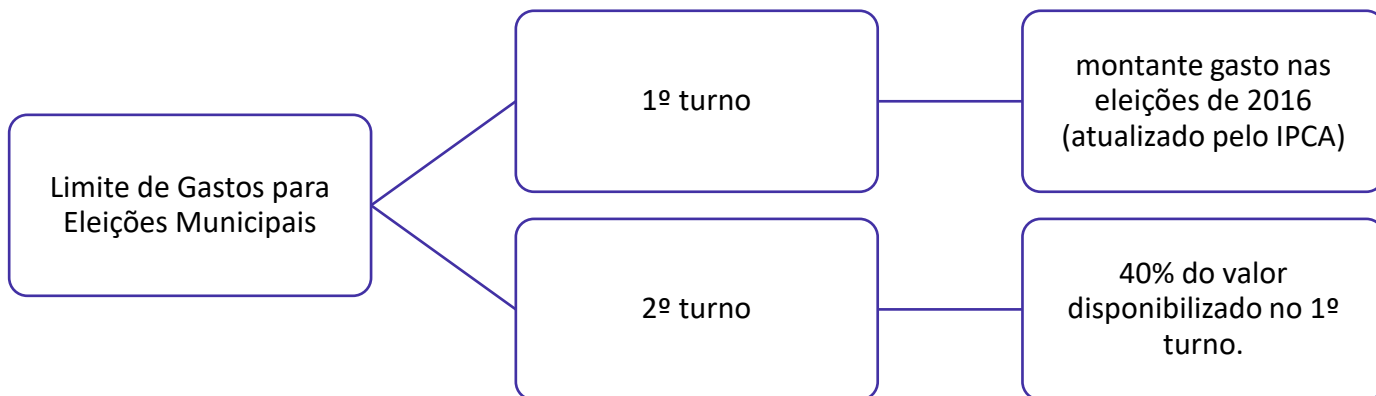 Limite de Gastos para
Eleições Municipais
1º turno
montante gasto nas
eleições de 2016
(atualizado pelo IPCA)
2º turno
40% do valor
disponibilizado no 1º
turno.